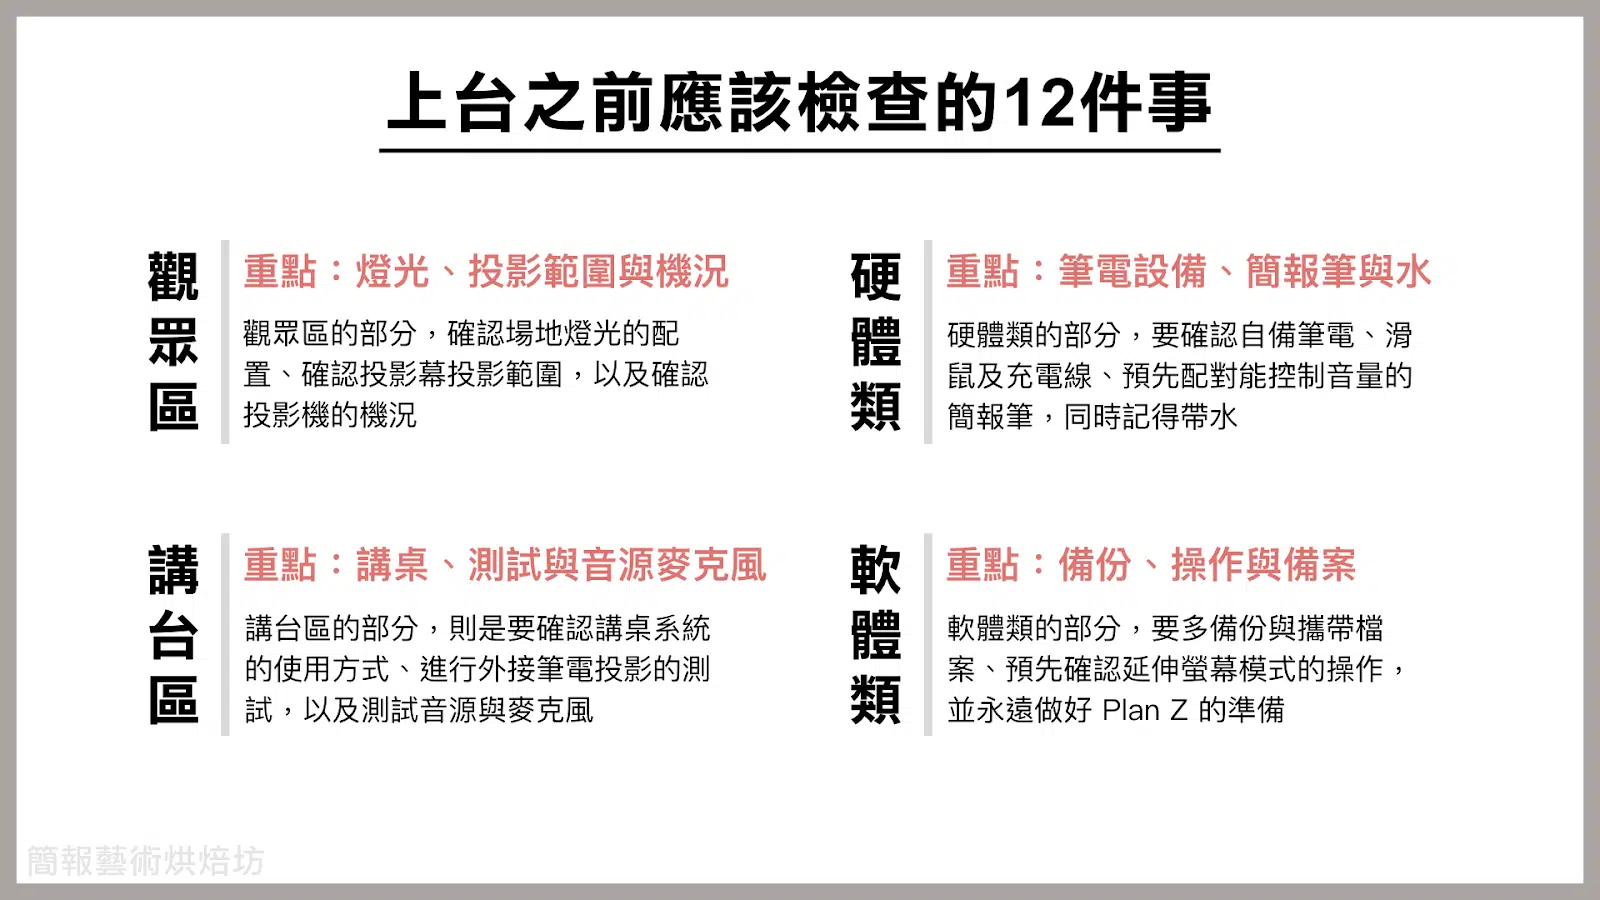 上台之前應該檢查的12件事
觀眾區
重點：燈光、投影範圍與機況
觀眾區的部分，確認場地燈光的配
置、確認投影幕投影範圍，以及確認
投影機的機況
硬體類
重點：筆電設備、簡報筆與水
硬體類的部分，要確認自備筆電、滑
鼠及充電線、預先配對能控制音量的
簡報筆，同時記得帶水
講台區
重點：講桌、測試與音源麥克風
講台區的部分，則是要確認講桌系統
的使用方式、進行外接筆電投影的測
試，以及測試音源與麥克風
軟體類
重點：備份、操作與備案
軟體類的部分，要多備份與攜帶檔
案、預先確認延伸螢幕模式的操作，
並永遠做好 Plan Z 的準備
簡報藝術烘焙坊